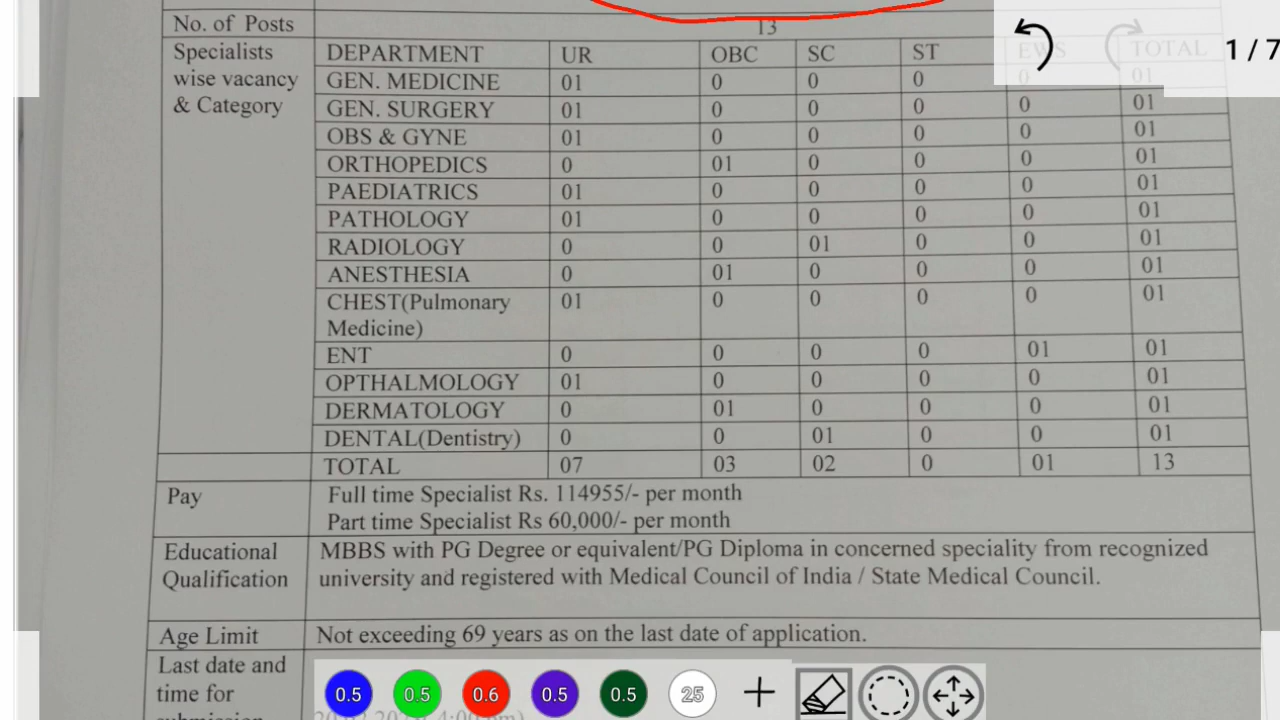 No. of Posts 13
Specialists wise vacancy & Category
DEPARTMENT UR OBC SC ST EWS TOTAL
GEN. MEDICINE 01 0 0 0 0 01
GEN. SURGERY 01 0 0 0 0 01
OBS & GYNE 01 0 0 0 0 01
ORTHOPEDICS 0 01 0 0 0 01
PAEDIATRICS 01 0 0 0 0 01
PATHOLOGY 01 0 0 0 0 01
RADIOLOGY 0 0 01 0 0 01
ANESTHESIA 0 01 0 0 0 01
CHEST(Pulmonary 01 0 0 0 0 01
Medicine)
ENT 0 0 0 0 01 01
OPTHALMOLOGY 01 0 0 0 0 01
DERMATOLOGY 0 01 0 0 0 01
DENTAL(Dentistry) 0 0 01 0 0 01
TOTAL 07 03 02 0 01 13
Pay
Full time Specialist Rs. 114955/- per month
Part time Specialist Rs 60,000/- per month
Educational Qualification
MBBS with PG Degree or equivalent/PG Diploma in concerned speciality from recognized
university and registered with Medical Council of India / State Medical Council.
Age Limit Not exceeding 69 years as on the last date of application.
Last date and
time for
1/7
0.5 0.5 0.6 0.5 0.5 25